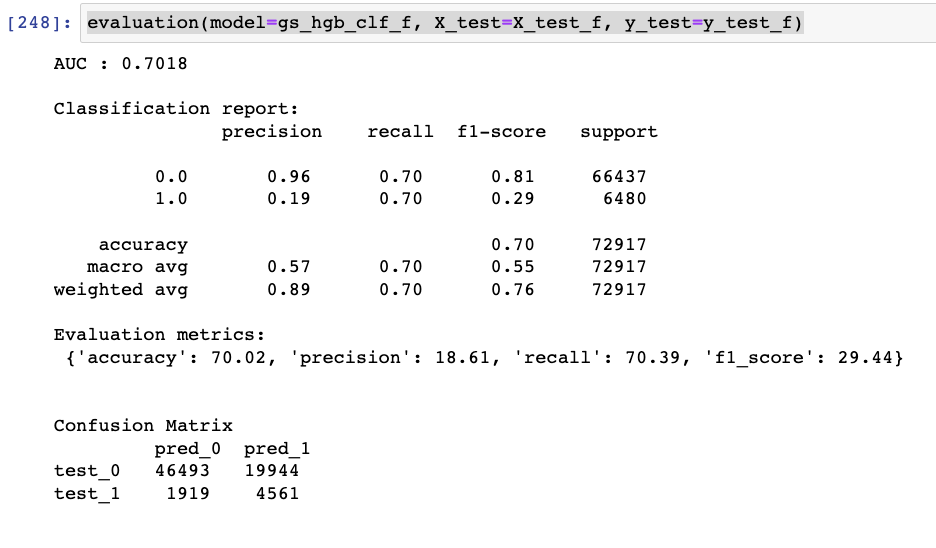 [248]: evaluation(model=gs_hgb_clf_f, X_test=X_test_f, y_test=y_test_f)
AUC : 0.7018
Classification report:
precision recall f1-score support
0.0 0.96 0.70 0.81 66437
1.0 0.19 0.70 0.29 6480
accuracy 0.70 72917
macro avg 0.57 0.70 0.55 72917
weighted avg 0.89 0.70 0.76 72917
Evaluation metrics:
{'accuracy': 70.02, 'precision': 18.61, 'recall': 70.39, 'f1_score': 29.44}
Confusion Matrix
pred_0 pred_1
test_0 46493 19944
test_1 1919 4561